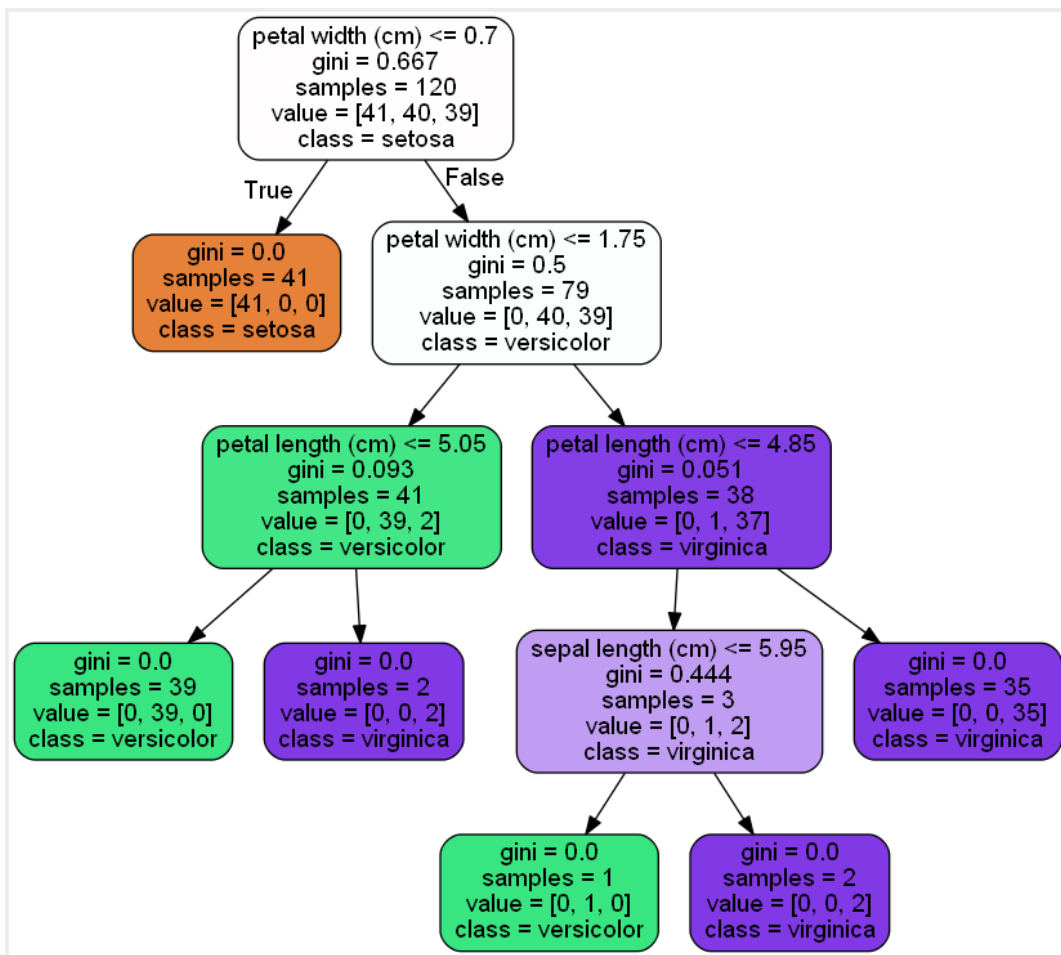 petal width (cm) <= 0.7
gini = 0.667
samples = 120
value = [41, 40, 39]
class = setosa
True
False
gini = 0.0
samples = 41
value = [41, 0, 0]
class = setosa
petal width (cm) <= 1.75
gini = 0.5
samples = 79
value = [0, 40, 39]
class = versicolor
petal length (cm) <= 5.05
gini = 0.093
samples = 41
value = [0, 39, 2]
class = versicolor
petal length (cm) <= 4.85
gini = 0.051
samples = 38
value = [0, 1, 37]
class = virginica
gini = 0.0
samples = 39
value = [0, 39, 0]
class = versicolor
gini = 0.0
samples = 2
value = [0, 0, 2]
class = virginica
sepal length (cm) <= 5.95
gini = 0.444
samples = 3
value = [0, 1, 2]
class = virginica
gini = 0.0
samples = 35
value = [0, 0, 35]
class = virginica
gini = 0.0
samples = 1
value = [0, 1, 0]
class = versicolor
gini = 0.0
samples = 2
value = [0, 0, 2]
class = virginica